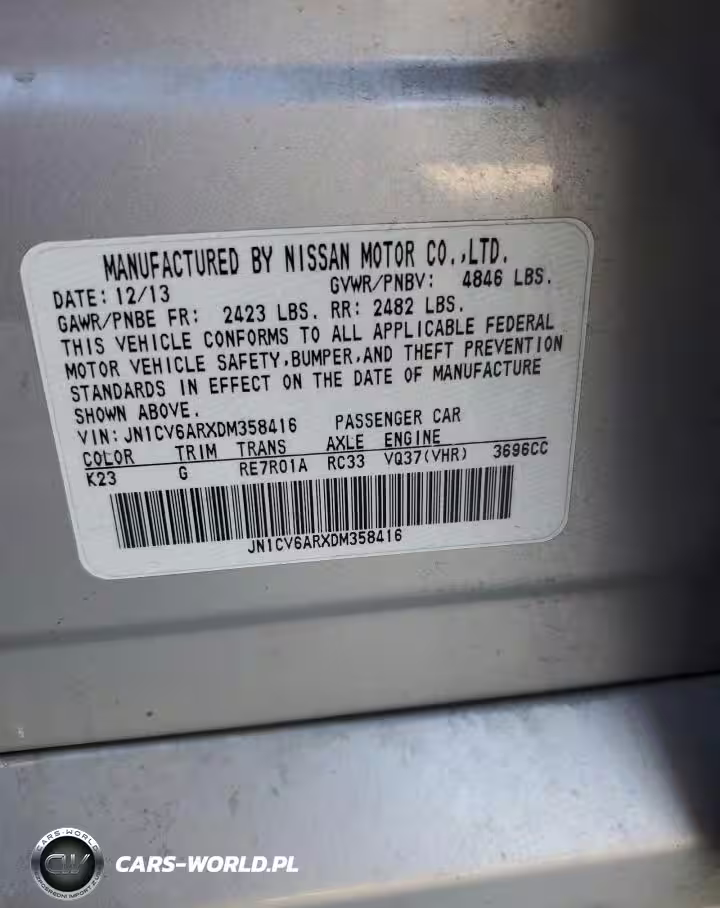 MANUFACTURED BY NISSAN MOTOR CO.,LTD.
DATE: 12/13 GVWR/PNBV: 4846 LBS.
GAWR/PNBE FR: 2423 LBS. RR: 2482 LBS.
THIS VEHICLE CONFORMS TO ALL APPLICABLE FEDERAL
MOTOR VEHICLE SAFETY,BUMPER,AND THEFT PREVENTION
STANDARDS IN EFFECT ON THE DATE OF MANUFACTURE
SHOWN ABOVE.
VIN: JN1CV6ARXDM358416 PASSENGER CAR
COLOR TRIM TRANS AXLE ENGINE
K23 G RE7R01A RC33 VQ37(VHR) 3696CC
JN1CV6ARXDM358416
CARS-WORLD
CW
CARS-WORLD.PL